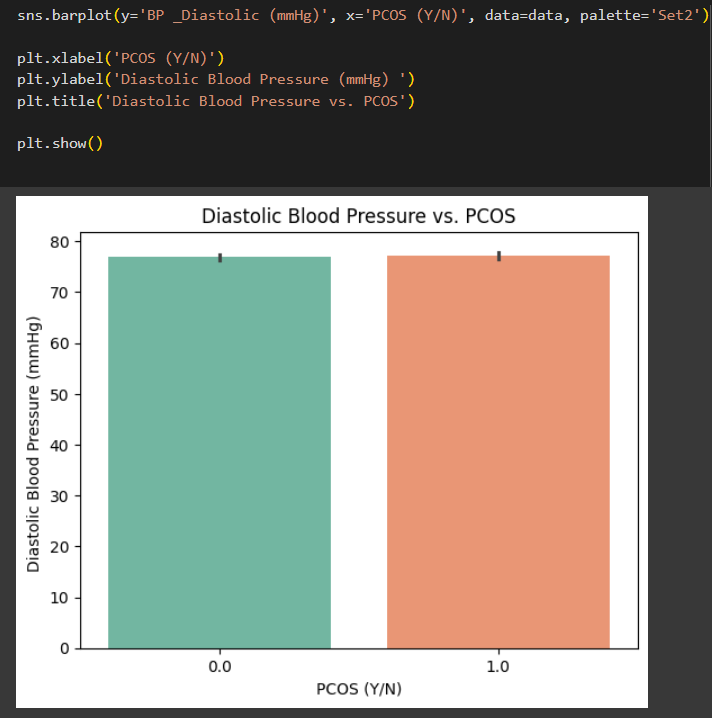 sns.barplot(y='BP _Diastolic (mmHg)', x='PCOS (Y/N)', data=data, palette='Set2')
plt.xlabel('PCOS (Y/N)')
plt.ylabel('Diastolic Blood Pressure (mmHg) ')
plt.title('Diastolic Blood Pressure vs. PCOS')
plt.show()
Diastolic Blood Pressure vs. PCOS
Diastolic Blood Pressure (mmHg)
80
70
60
50
40
30
20
10
0
0.0 1.0
PCOS (Y/N)